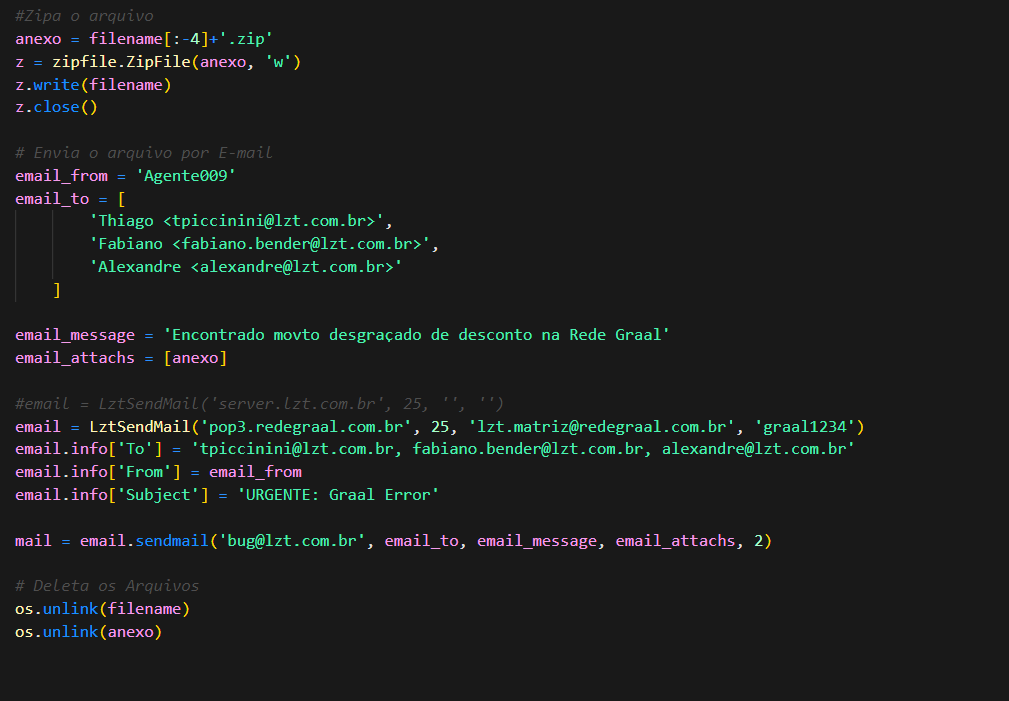 #Zipa o arquivo
anexo = filename[:-4]+'.zip'
z = zipfile.ZipFile(anexo, 'w')
z.write(filename)
z.close()
# Envia o arquivo por E-mail
email_from = 'Agente009'
email_to = [
'Thiago <tpiccinini@lzt.com.br>',
'Fabiano <fabiano.bender@lzt.com.br>',
'Alexandre <alexandre@lzt.com.br>'
]
email_message = 'Encontrado movto desgraçado de desconto na Rede Graal'
email_attachs = [anexo]
#email = LztSendMail('server.lzt.com.br', 25, '', '')
email = LztSendMail('pop3.redegraal.com.br', 25, 'lzt.matriz@redegraal.com.br', 'graal1234')
email.info['To'] = 'tpiccinini@lzt.com.br, fabiano.bender@lzt.com.br, alexandre@lzt.com.br'
email.info['From'] = email_from
email.info['Subject'] = 'URGENTE: Graal Error'
mail = email.sendmail('bug@lzt.com.br', email_to, email_message, email_attachs, 2)
# Deleta os Arquivos
os.unlink(filename)
os.unlink(anexo)